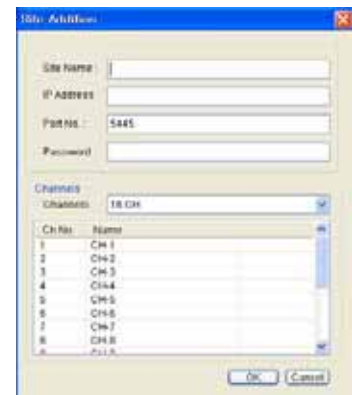 Site Addition
Site Name
IP Address
Port No. : 5445
Password
Channels
Channels 16 CH
Ch No Name
1 CH-1
2 CH-2
3 CH-3
4 CH-4
5 CH-5
6 CH-6
7 CH-7
8 CH-8
OK Cancel